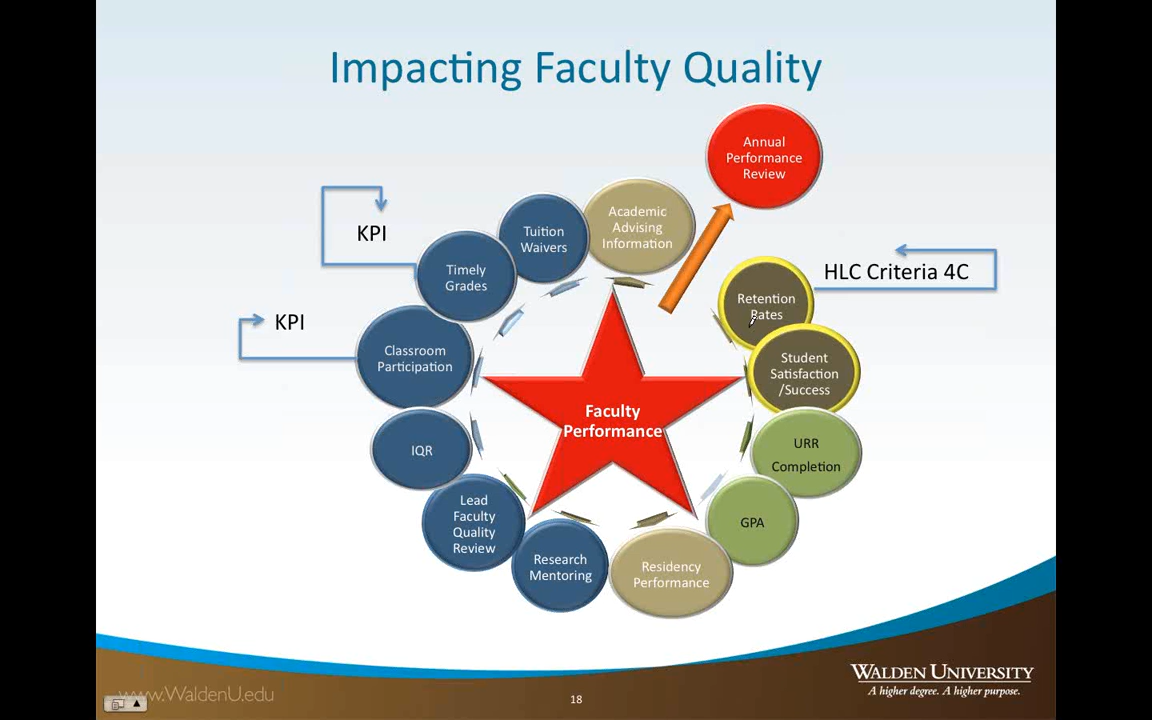 Impacting Faculty Quality
Annual
Performance
Review
Academic
Advising
Information
Tuition
Waivers
KPI
Timely
Grades
HLC Criteria 4C
Retention
Rates
KPI
Classroom
Participation
Student
Satisfaction
/Success
Faculty
Performance
IQR
URR
Completion
Lead
Faculty
Quality
Review
GPA
Research
Mentoring
Residency
Performance
www.WaldenU.edu
18
WALDEN UNIVERSITY
A higher degree. A higher purpose.